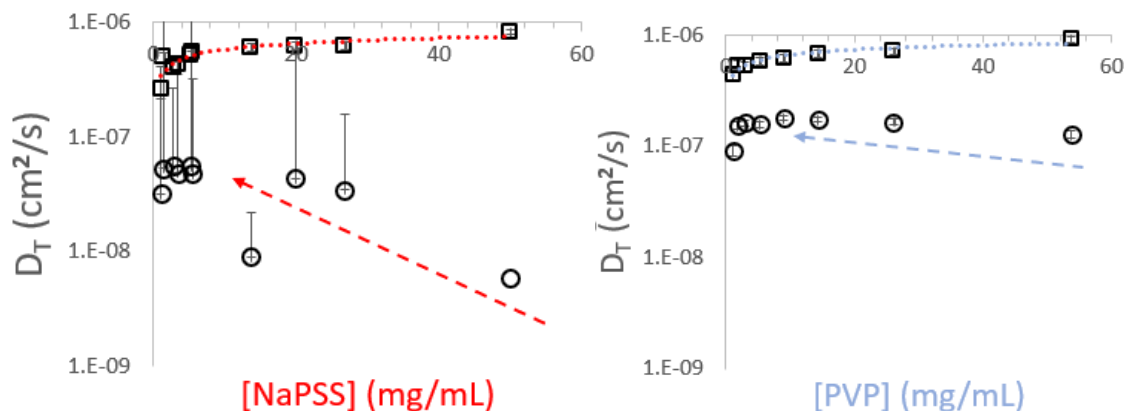 1.E-06
0
20
40
60
1.E-07
1.E-08
1.E-09
D_T (cm²/s)
[NaPSS] (mg/mL)
1.E-06
0
20
40
60
1.E-07
1.E-08
1.E-09
D_T (cm²/s)
[PVP] (mg/mL)